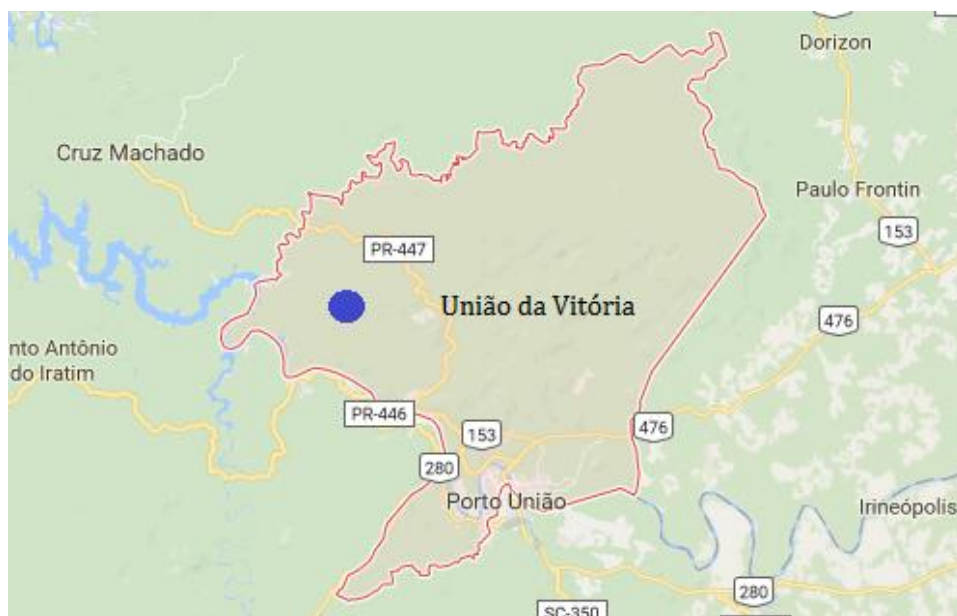 Dorizon
Cruz Machado
Paulo Frontin
153
PR-447
União da Vitória
476
nto Antônio
do Iratim
PR-446
476
153
280
Porto União
Irineópolis
280
SC-350